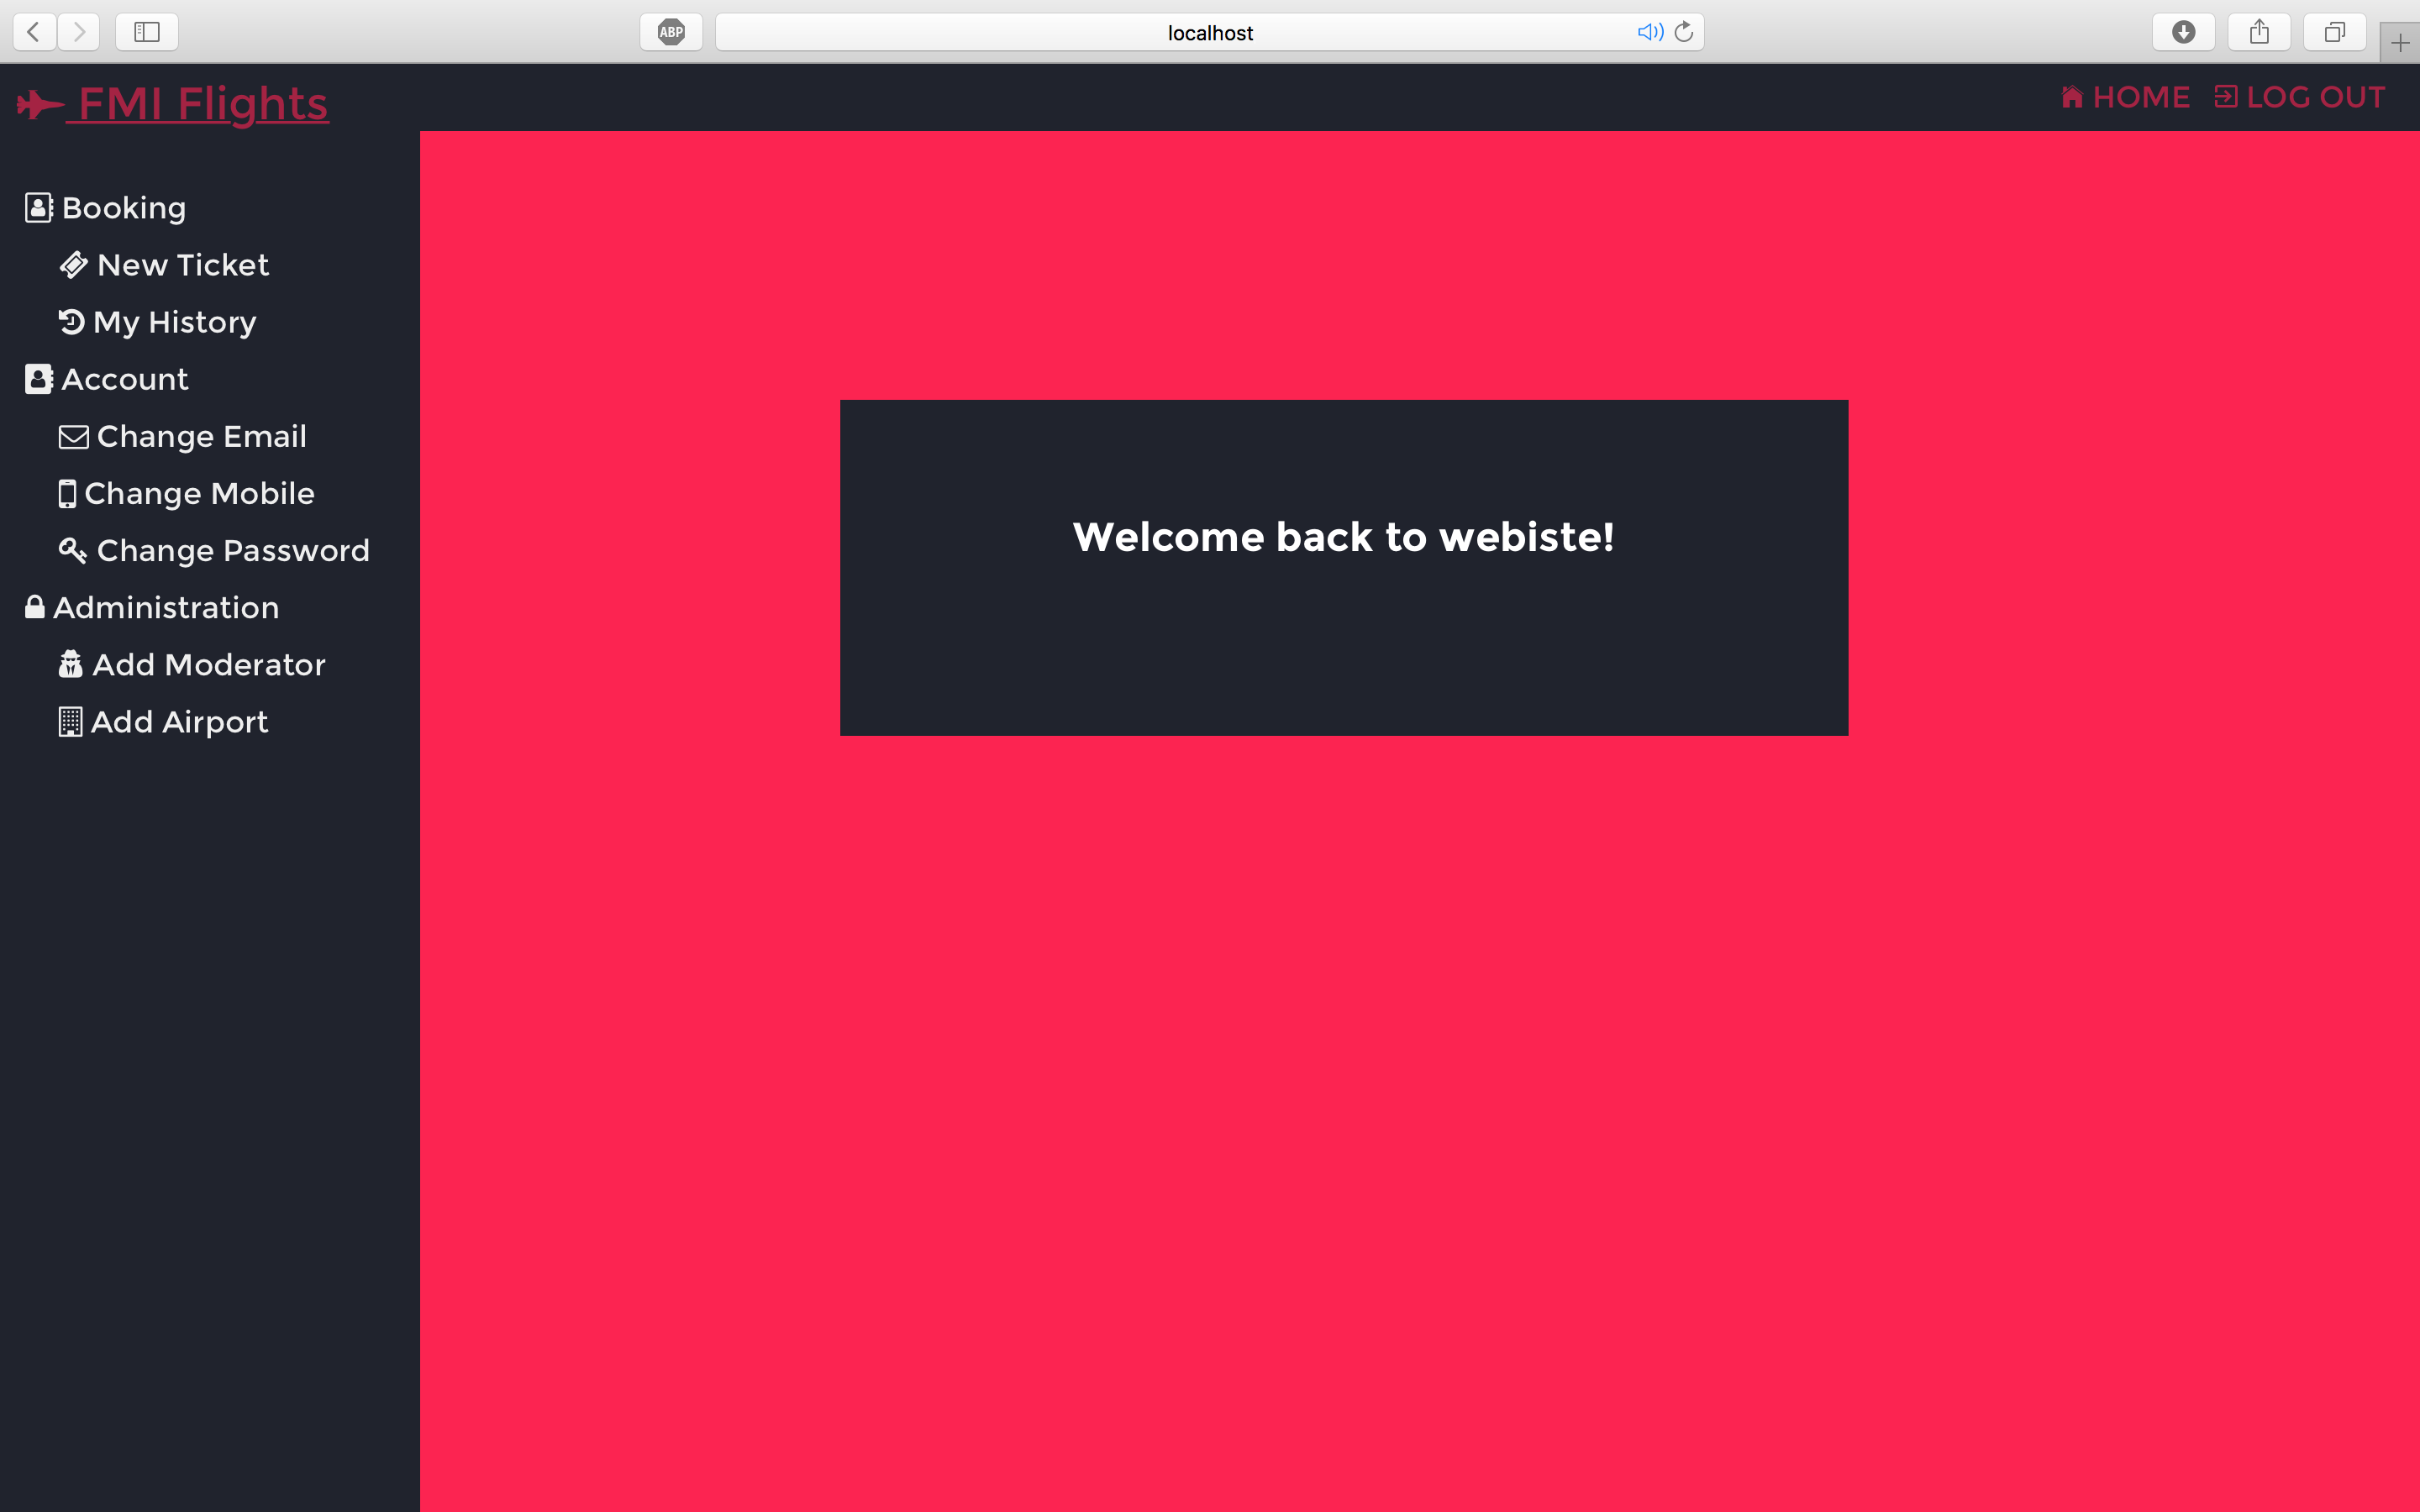 ABP
localhost
FMI Flights
HOME LOG OUT
Booking
New Ticket
My History
Account
Change Email
Change Mobile
Change Password
Administration
Add Moderator
Add Airport
Welcome back to webiste!